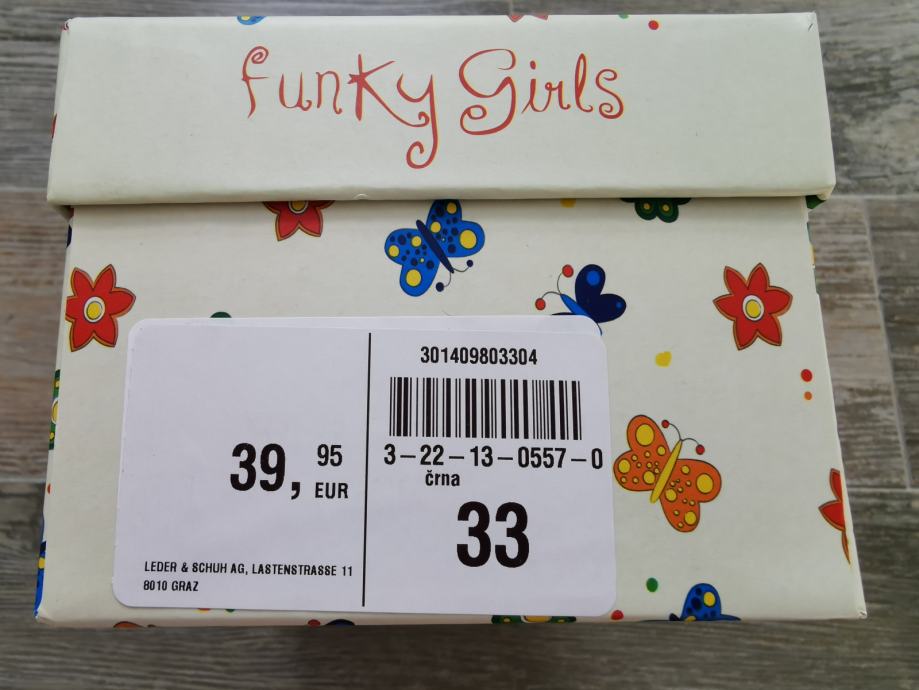 Funky Girls
39,95 EUR
LEDER & SCHUH AG, LASTENSTRASSE 11
8010 GRAZ
301409803304
3-22-13-0557-0
črna
33